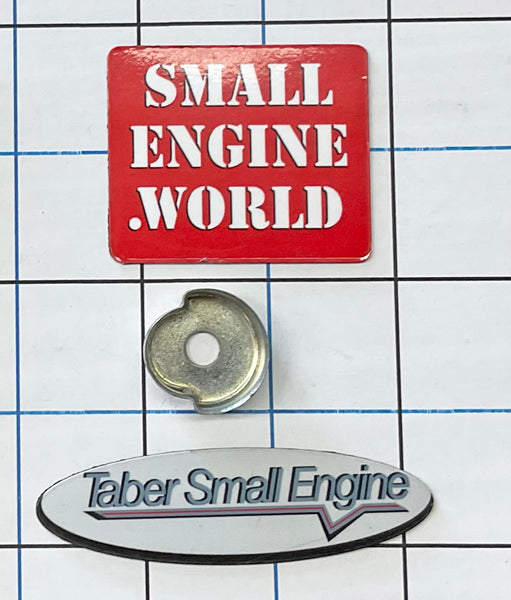 SMALL
ENGINE
.WORLD
Taber Small Engine